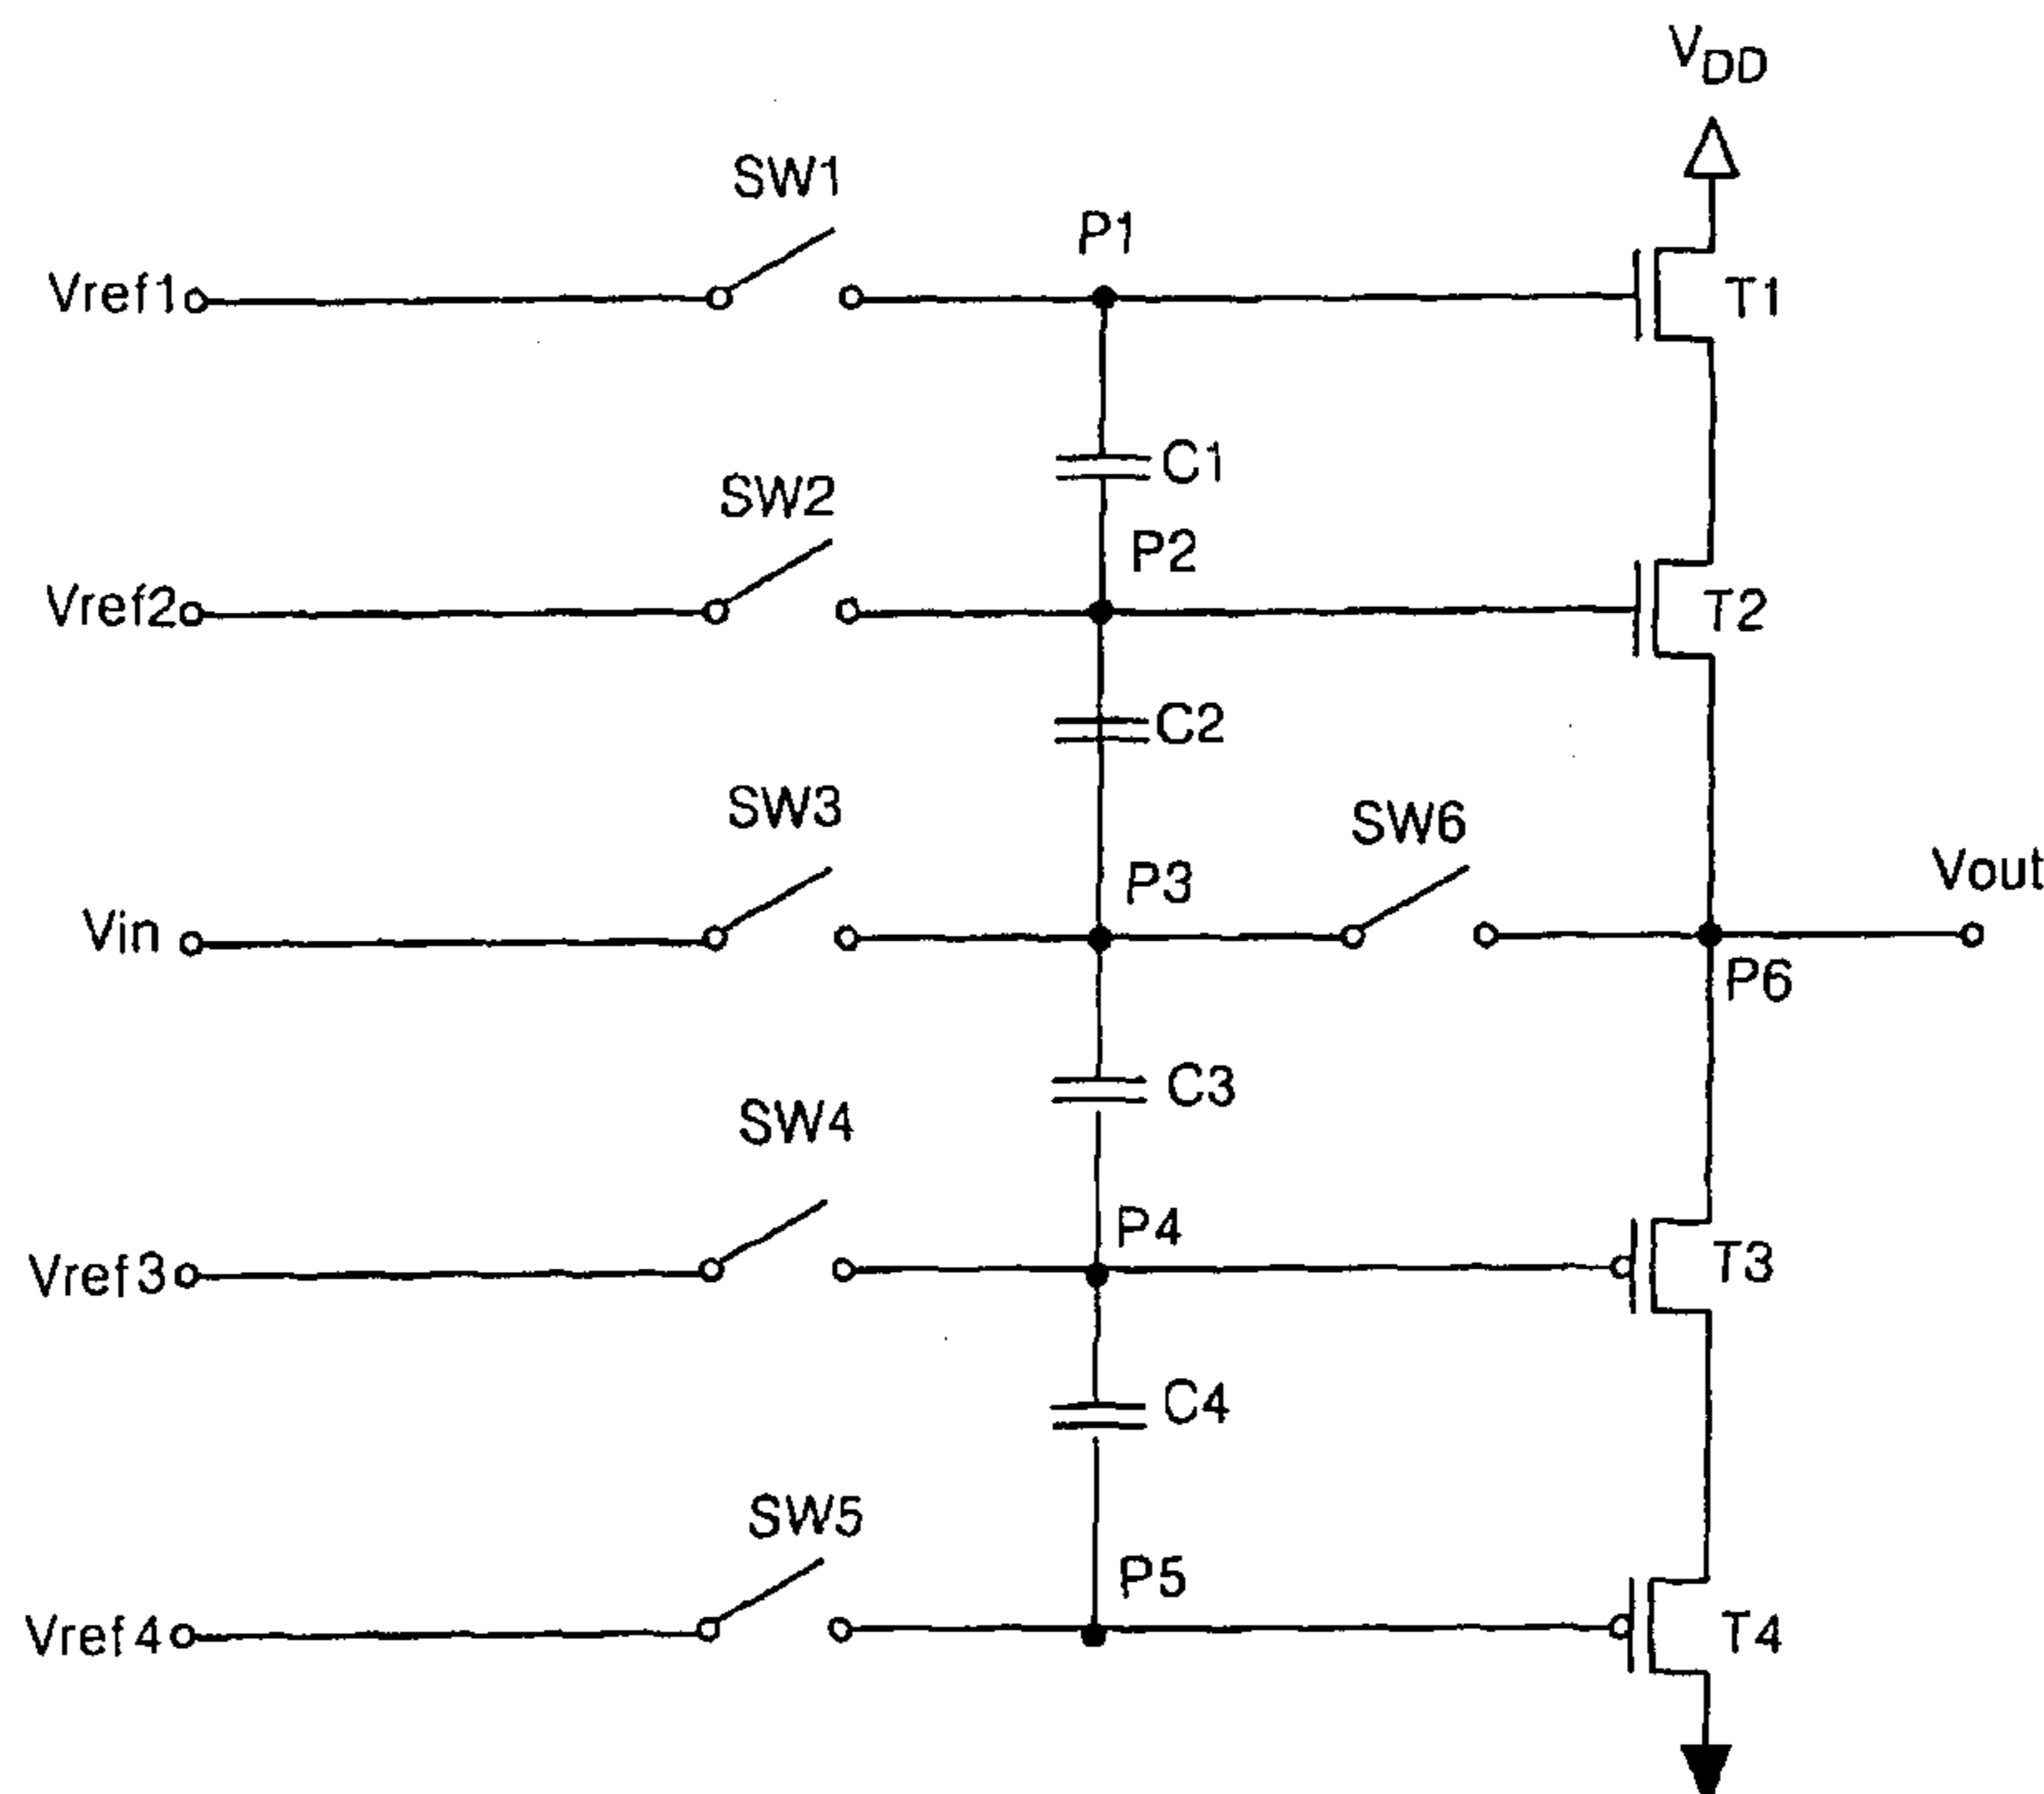 VDD
SW1
P1
Vref1
T1
C1
SW2
P2
Vref2
T2
C2
SW3
SW6
P3
Vout
Vin
P6
C3
SW4
P4
Vref3
T3
C4
SW5
P5
Vref4
T4